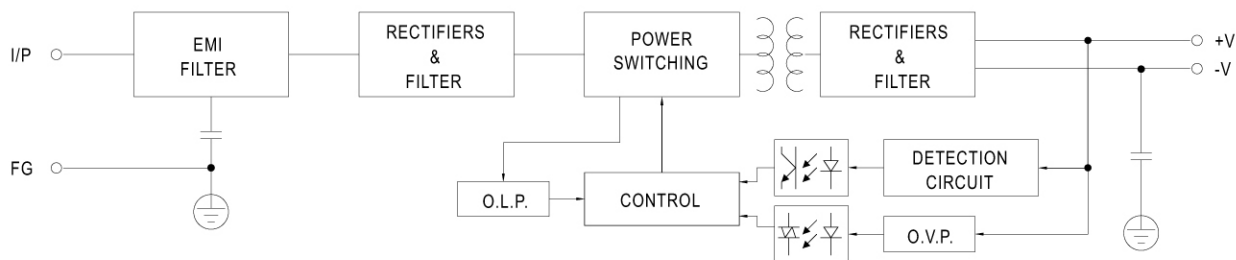 I/P
EMI
FILTER
RECTIFIERS
&
FILTER
POWER
SWITCHING
RECTIFIERS
&
FILTER
+V
-V
FG
O.L.P.
CONTROL
DETECTION
CIRCUIT
O.V.P.